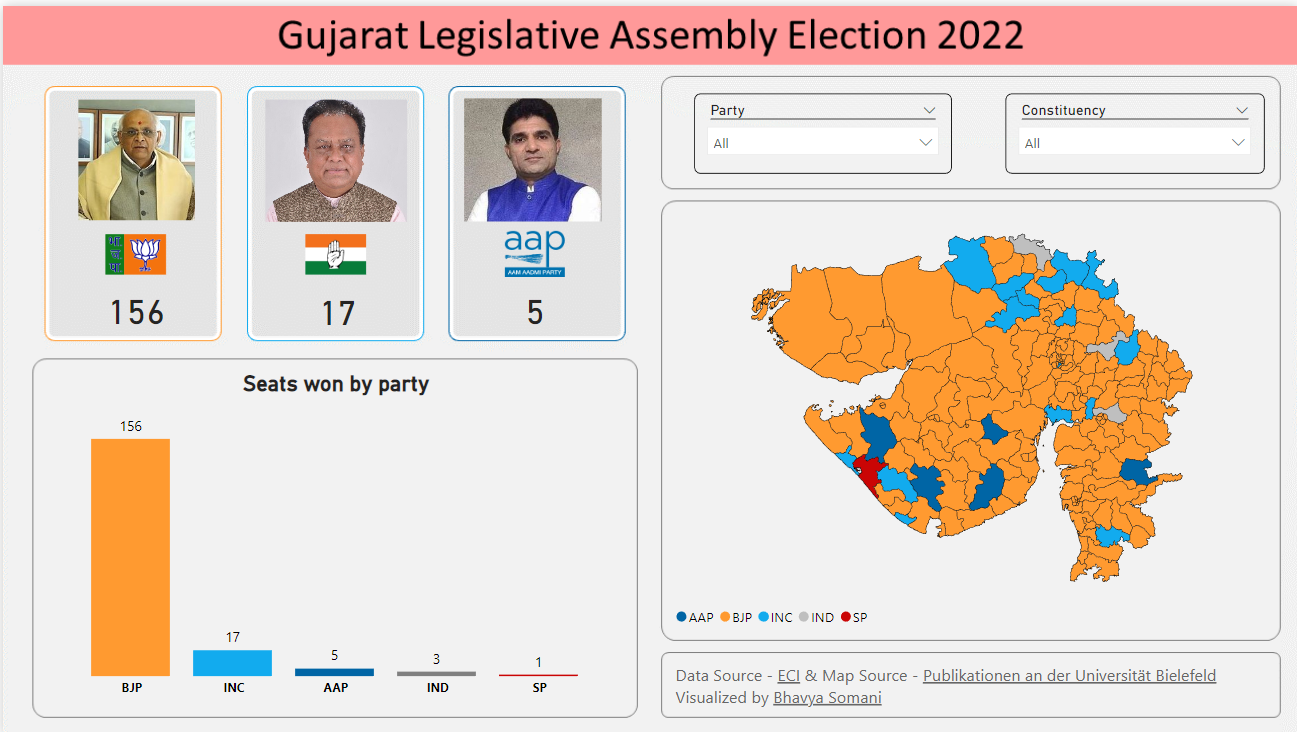 Gujarat Legislative Assembly Election 2022
aap
AAM AADMI PARTY
156
17
5
Party
All
Constituency
All
Seats won by party
156
17
5
3
1
BJP
INC
AAP
IND
SP
AAP
BJP
INC
IND
SP
Data Source - ECI & Map Source - Publikationen an der Universität Bielefeld
Visualized by Bhavya Somani